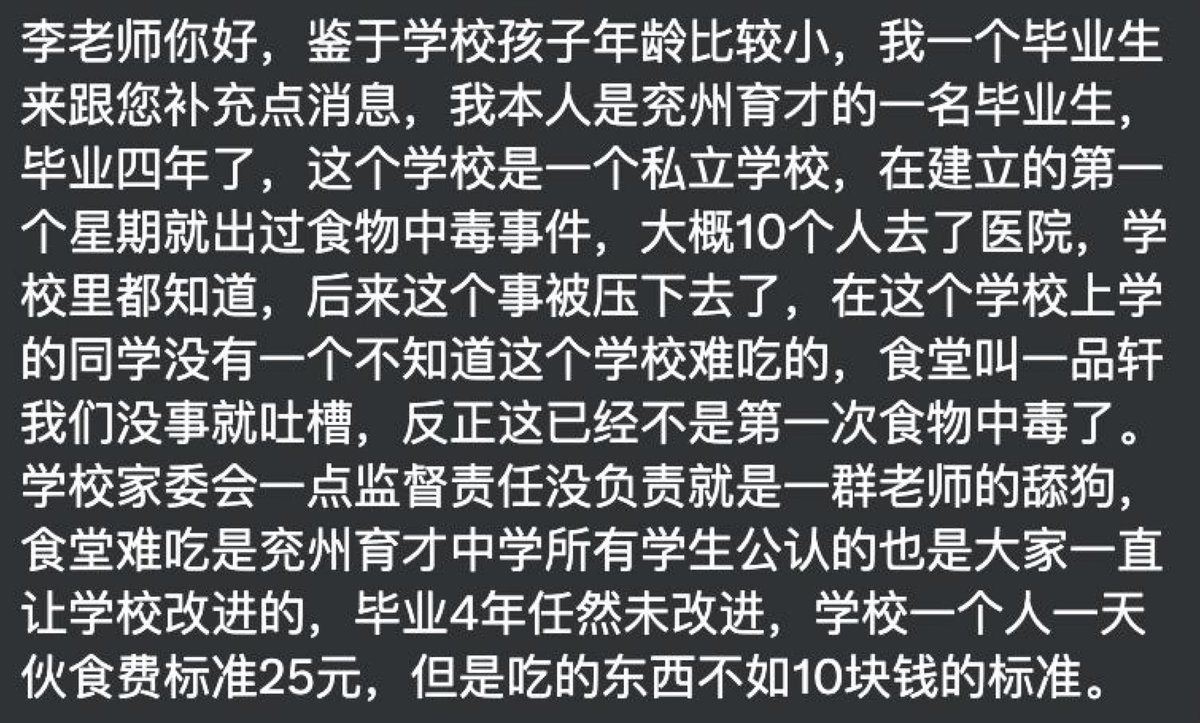 李老师你好，鉴于学校孩子年龄比较小，我一个毕业生
来跟您补充点消息，我本人是兖州育才的一名毕业生，
毕业四年了，这个学校是一个私立学校，在建立的第一
个星期就出过食物中毒事件，大概10个人去了医院，学
校里都知道，后来这个事被压下去了，在这个学校上学
的同学没有一个不知道这个学校难吃的，食堂叫一品轩
我们没事就吐槽，反正这已经不是第一次食物中毒了。
学校家委会一点监督责任没负责就是一群老师的舔狗，
食堂难吃是兖州育才中学所有学生公认的也是大家一直
让学校改进的，毕业4年任然未改进，学校一个人一天
伙食费标准25元，但是吃的东西不如10块钱的标准。